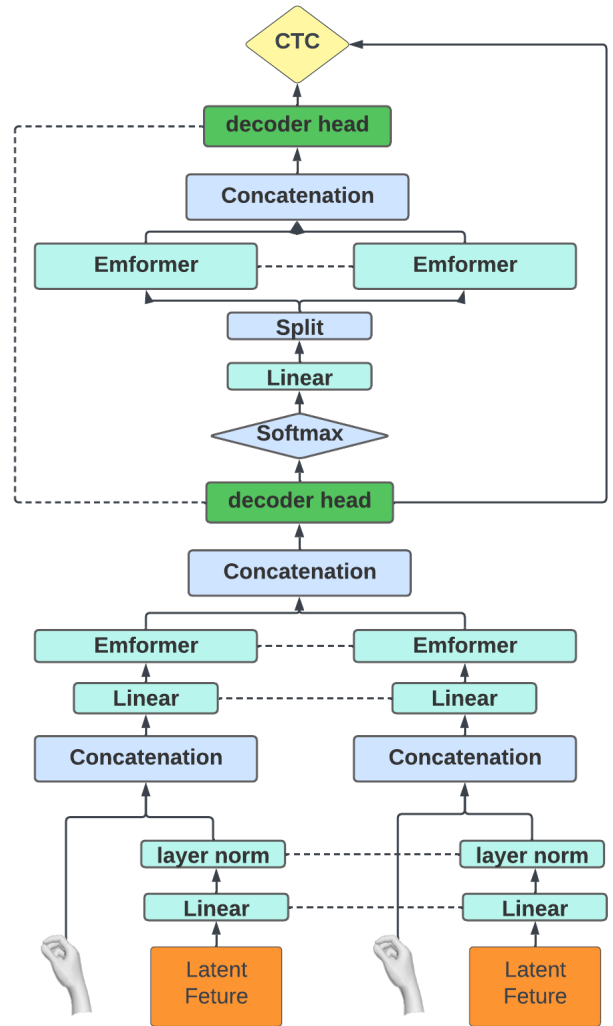 CTC
decoder head
Concatenation
Emformer
Emformer
Split
Linear
Softmax
decoder head
Concatenation
Emformer
Emformer
Linear
Linear
Concatenation
Concatenation
layer norm
layer norm
Linear
Linear
Latent
Feture
Latent
Feture